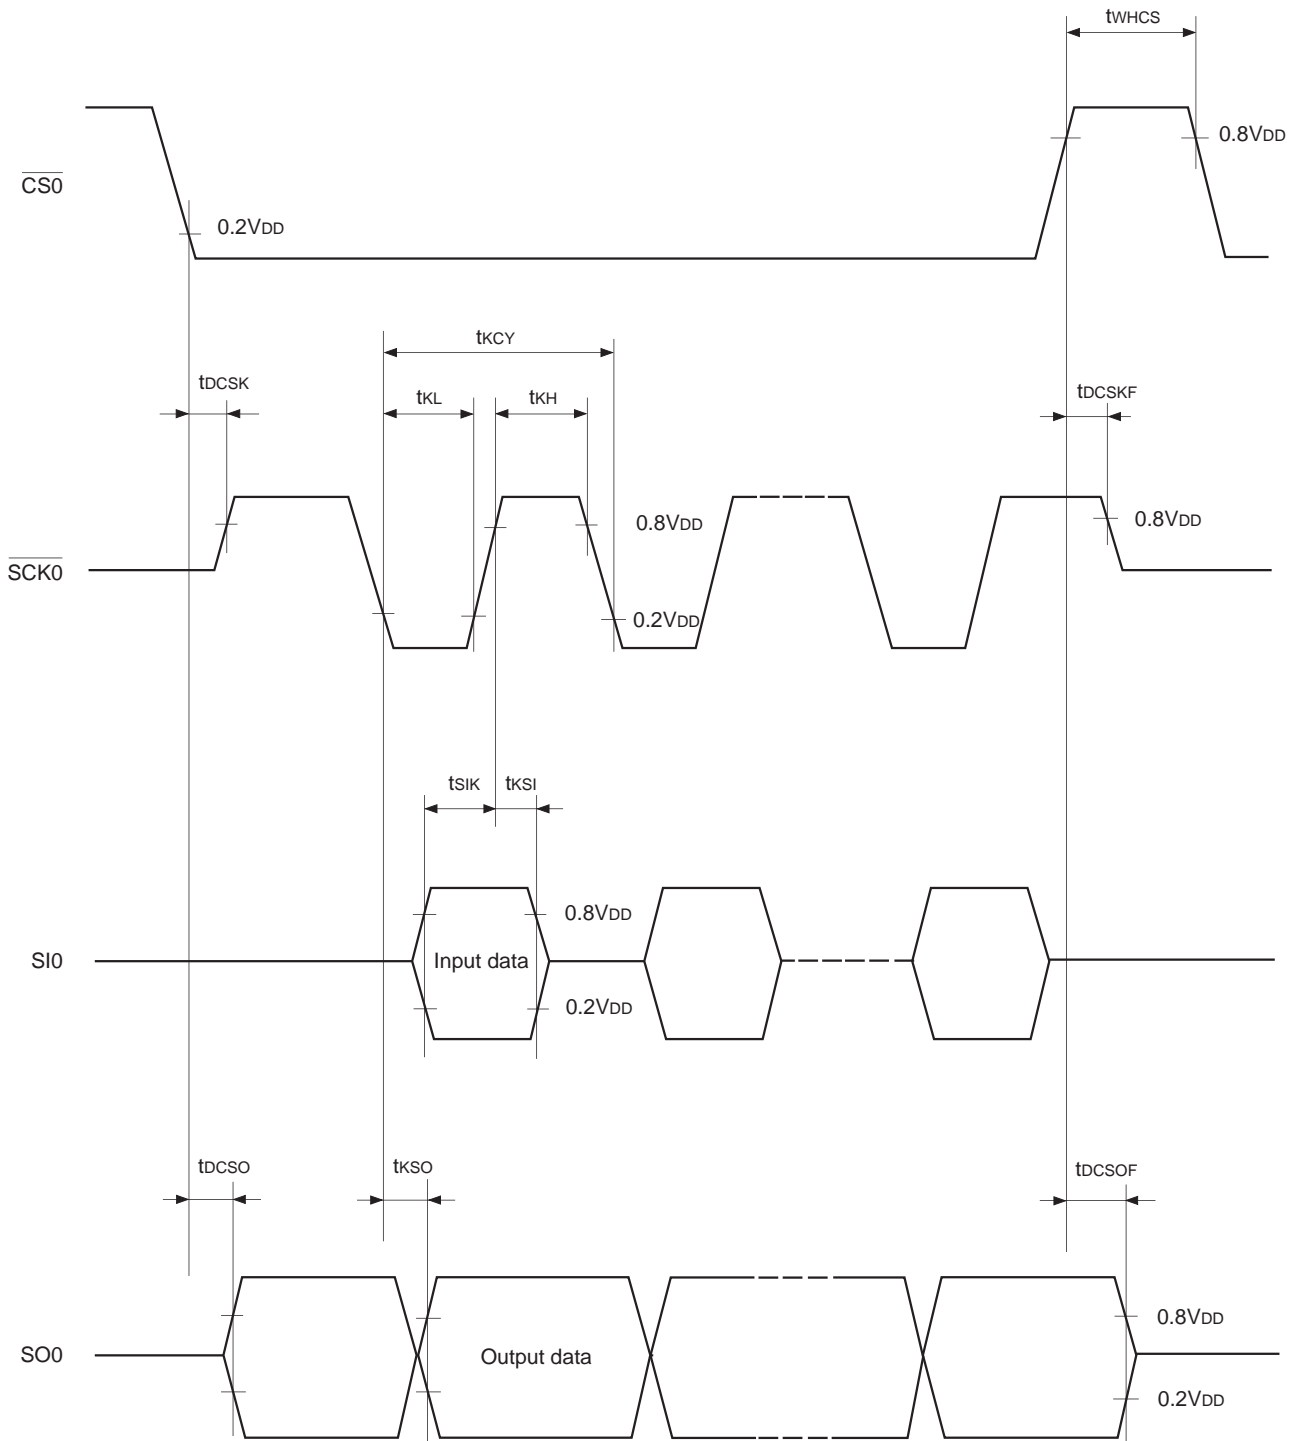 tWHCS
0.8VDD
CS0
0.2VDD
tKCY
tDCSK
tKL
tKH
tDCSKF
0.8VDD
0.8VDD
SCK0
0.2VDD
tSIK
tKSI
0.8VDD
SI0
Input data
0.2VDD
tDCSO
tKSO
tDCSOF
0.8VDD
SO0
Output data
0.2VDD